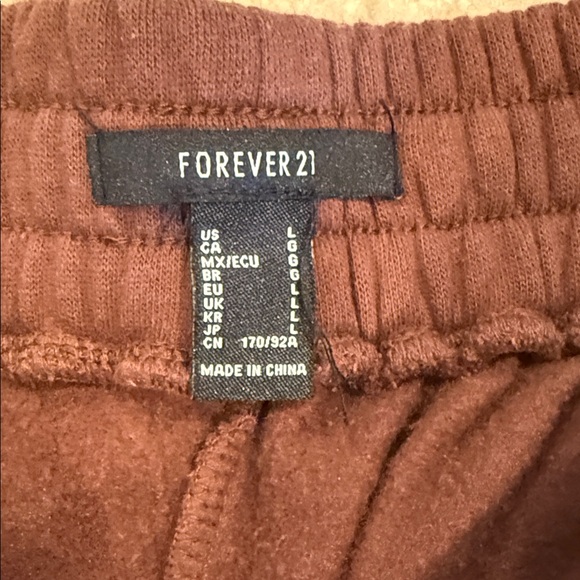 FOREVER 21
US L
CA G
MX/ECU G
BR G
EU L
UK L
KR L
JP L
CN 170/92A
MADE IN CHINA